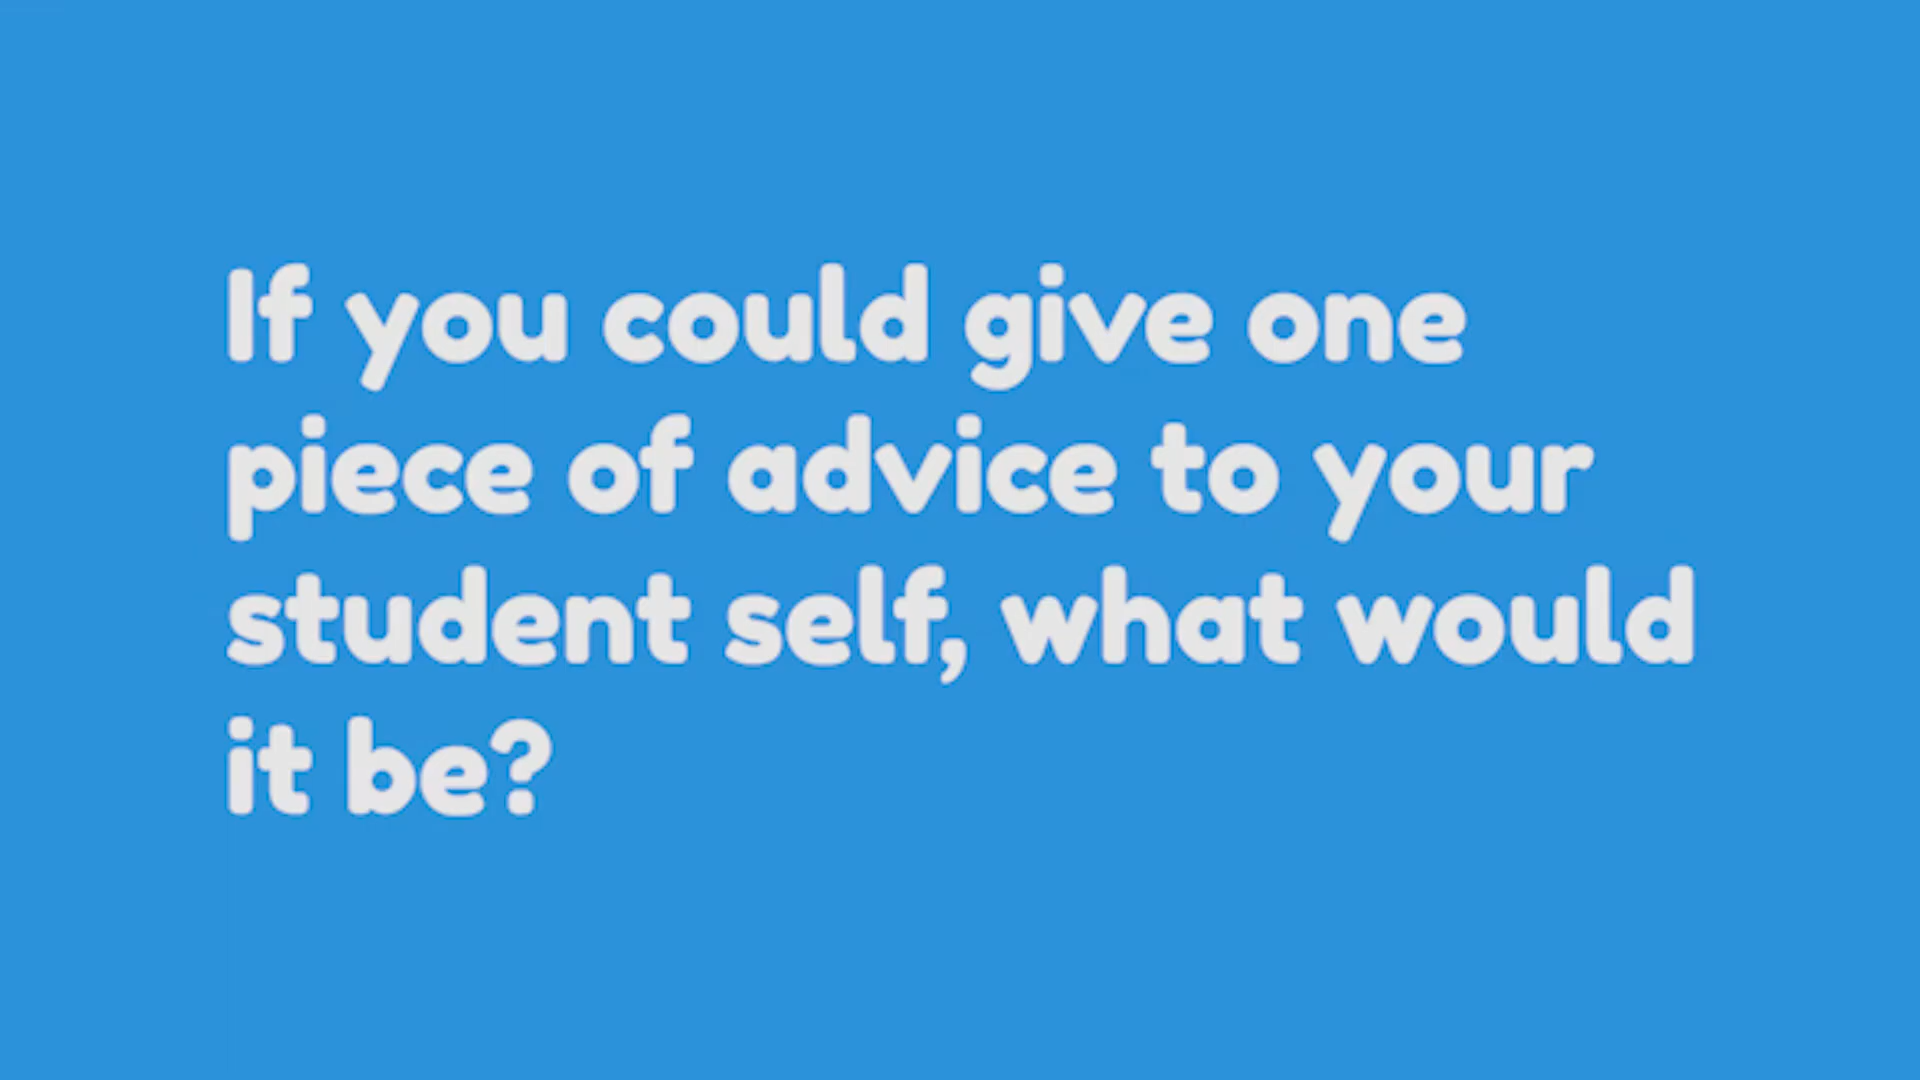 If you could give one
piece of advice to your
student self, what would
it be?